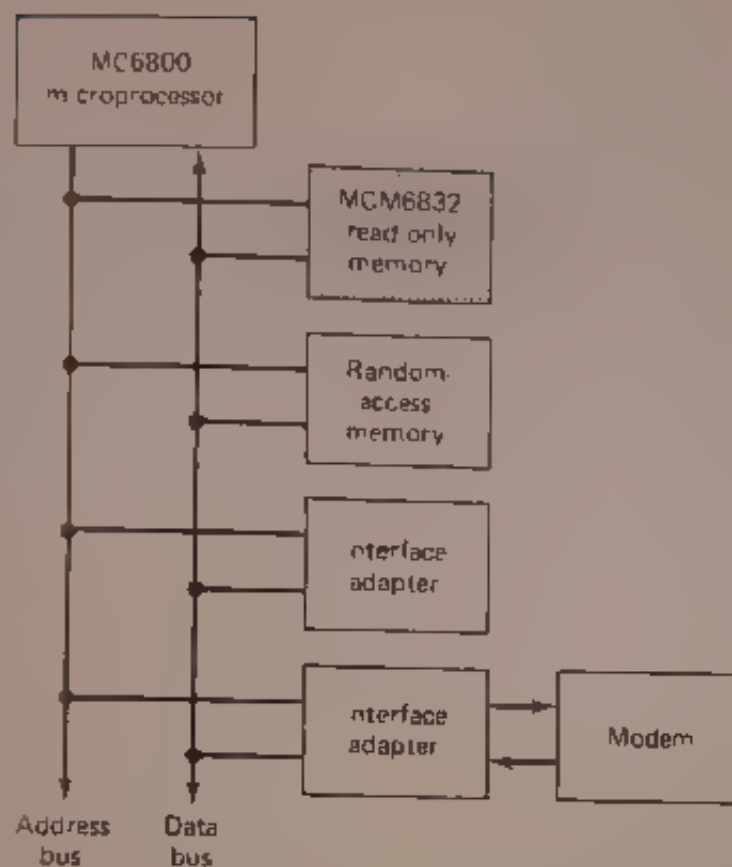 MC6800
m croprocessor
MCM6832
read only
memory
Random-
access
memory
nterface
adapter
nterface
adapter
Modem
Address
bus
Data
bus